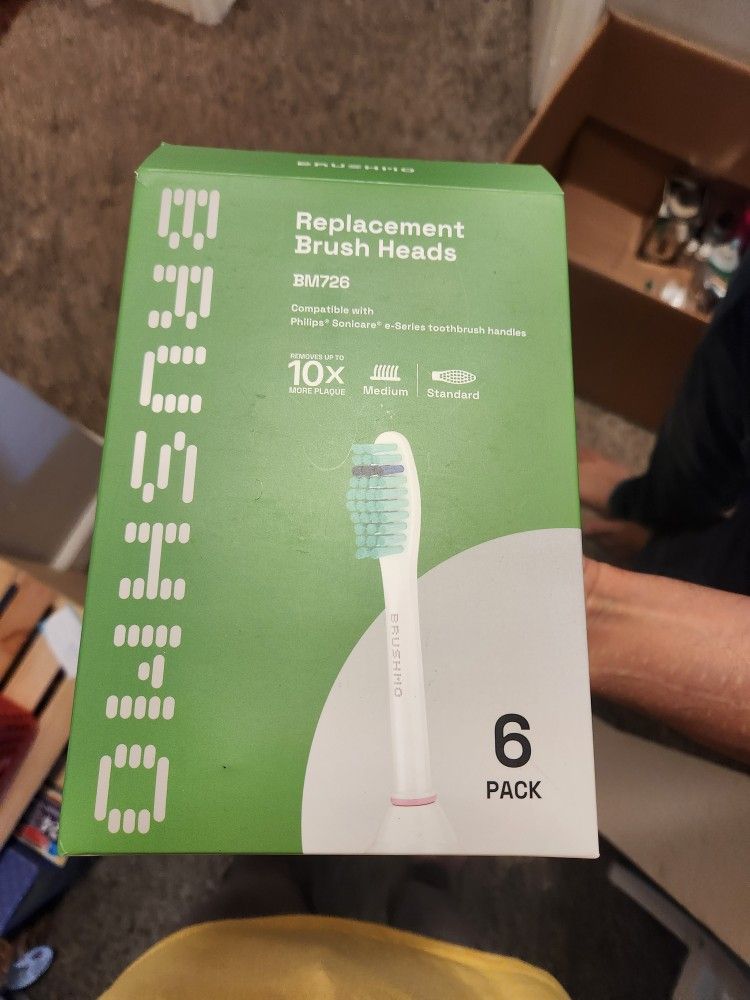 BRUSHMO
BRUSHMO
Replacement
Brush Heads
BM726
Compatible with
Philips® Sonicare® e-Series toothbrush handles
REMOVES UP TO
10x
MORE PLAQUE
Medium
Standard
BRUSHMO
6
PACK